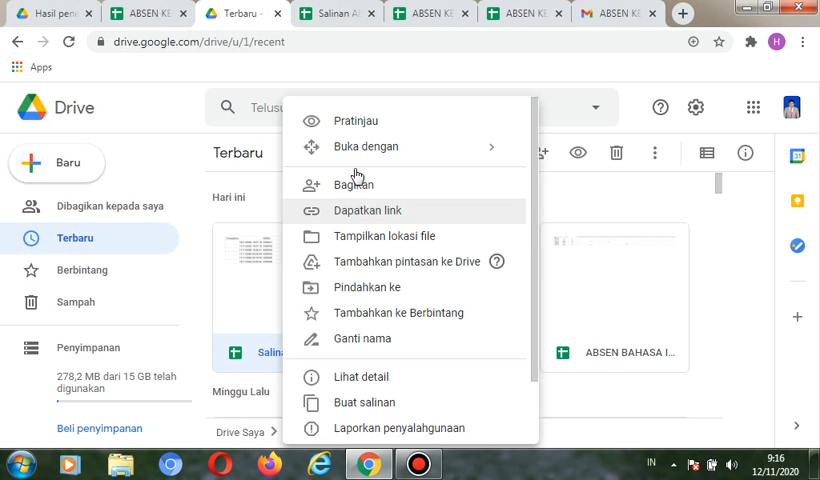 Hasil pene
ABSEN KE
Terbaru -
Salinan A
ABSEN KE
ABSEN KE
ABSEN KE
drive.google.com/drive/u/1/recent
H
Apps
Drive
Telusu
Baru
Dibagikan kepada saya
Terbaru
Berbintang
Sampah
Penyimpanan
278,2 MB dari 15 GB telah
digunakan
Beli penyimpanan
Terbaru
Hari ini
Salina
ABSEN BAHASA I...
Minggu Lalu
Drive Saya
Pratinjau
Buka dengan
Bagikan
Dapatkan link
Tampilkan lokasi file
Tambahkan pintasan ke Drive
Pindahkan ke
Tambahkan ke Berbintang
Ganti nama
Lihat detail
Buat salinan
Laporkan penyalahgunaan
31
IN
9:16
12/11/2020